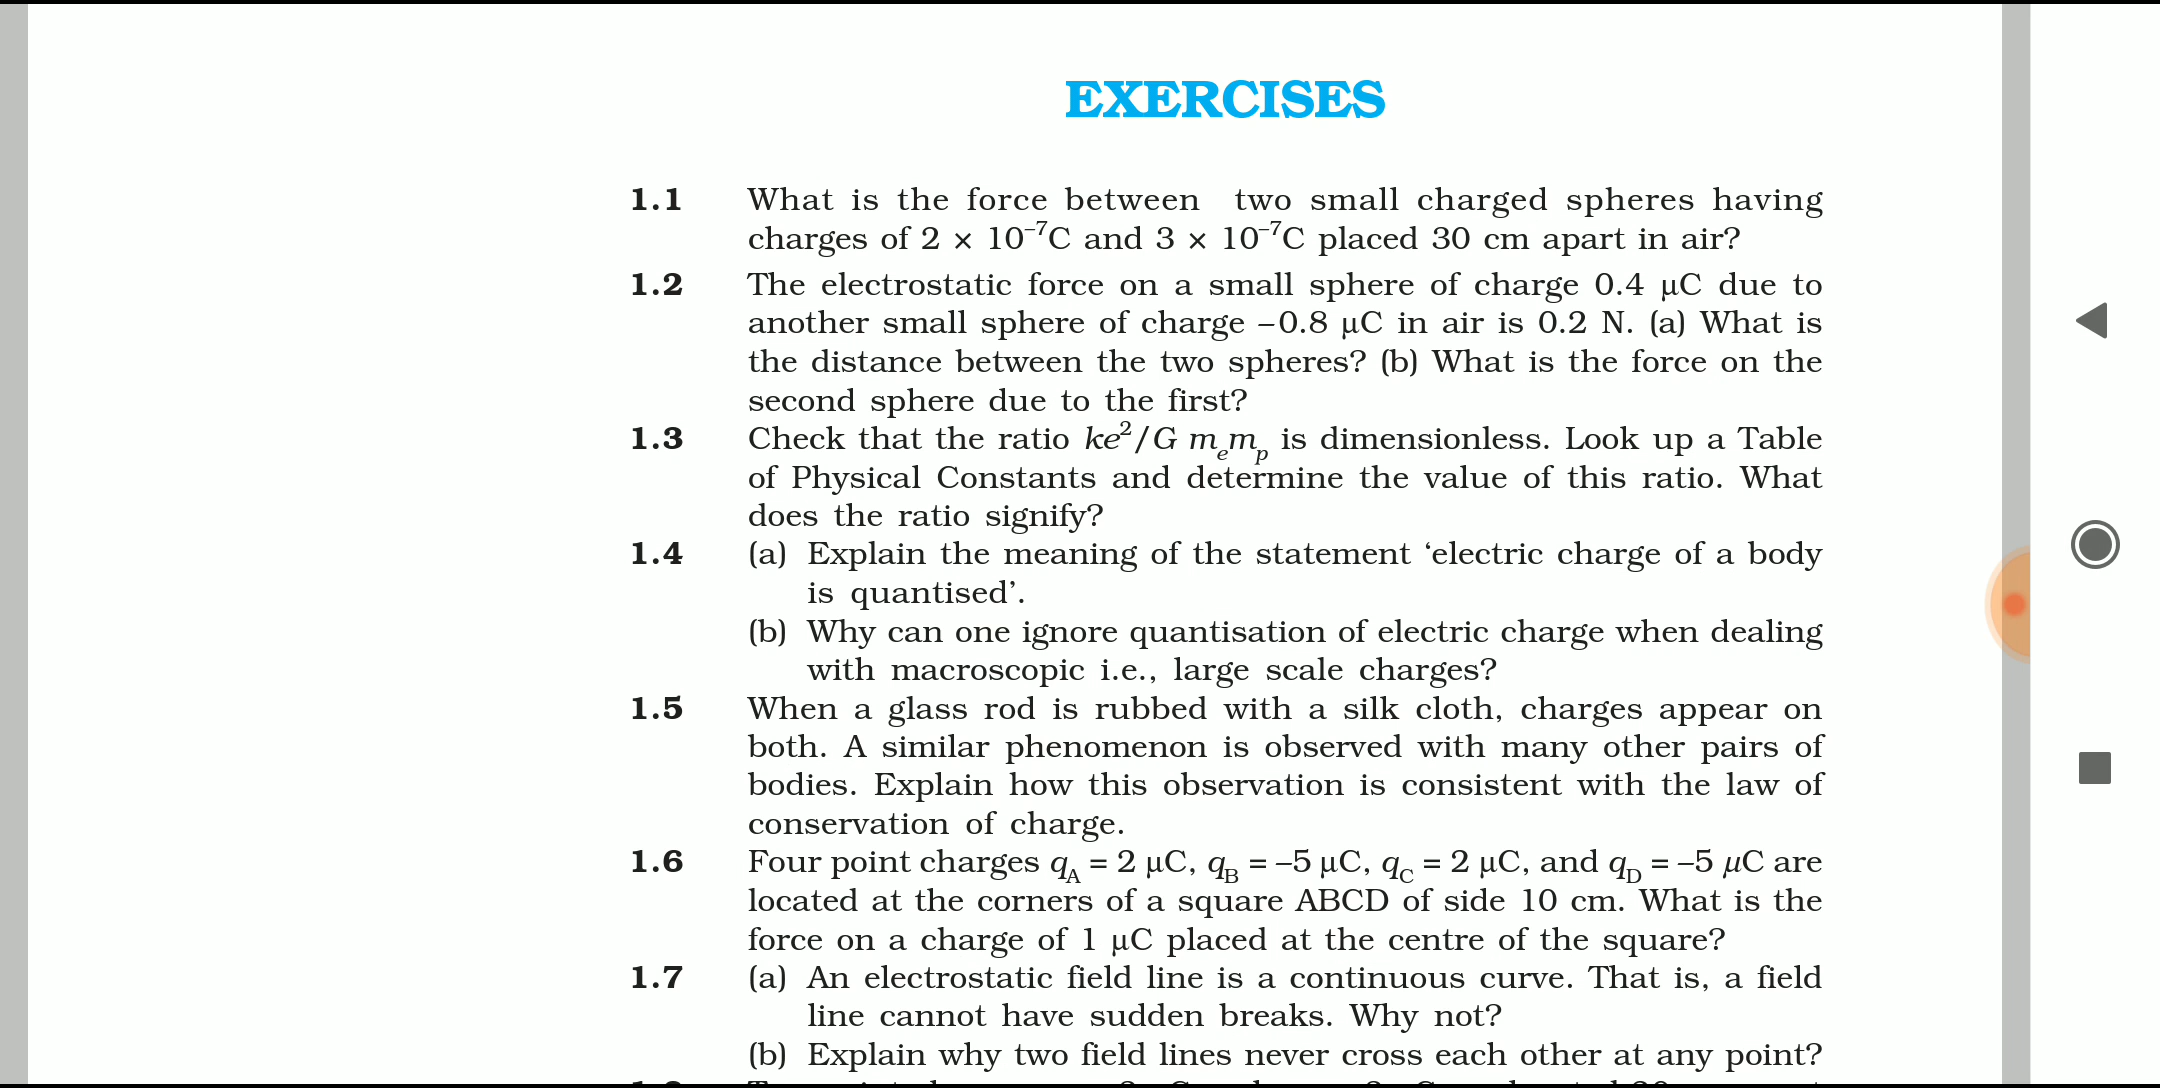 EXERCISES
1.1 What is the force between two small charged spheres having
charges of 2 × 10⁻⁷C and 3 × 10⁻⁷C placed 30 cm apart in air?
1.2 The electrostatic force on a small sphere of charge 0.4 μC due to
another small sphere of charge –0.8 μC in air is 0.2 N. (a) What is
the distance between the two spheres? (b) What is the force on the
second sphere due to the first?
1.3 Check that the ratio ke²/G mₑmₚ is dimensionless. Look up a Table
of Physical Constants and determine the value of this ratio. What
does the ratio signify?
1.4 (a) Explain the meaning of the statement ‘electric charge of a body
is quantised’.
(b) Why can one ignore quantisation of electric charge when dealing
with macroscopic i.e., large scale charges?
1.5 When a glass rod is rubbed with a silk cloth, charges appear on
both. A similar phenomenon is observed with many other pairs of
bodies. Explain how this observation is consistent with the law of
conservation of charge.
1.6 Four point charges qA = 2 μC, qB = –5 μC, qC = 2 μC, and qD = –5 μC are
located at the corners of a square ABCD of side 10 cm. What is the
force on a charge of 1 μC placed at the centre of the square?
1.7 (a) An electrostatic field line is a continuous curve. That is, a field
line cannot have sudden breaks. Why not?
(b) Explain why two field lines never cross each other at any point?